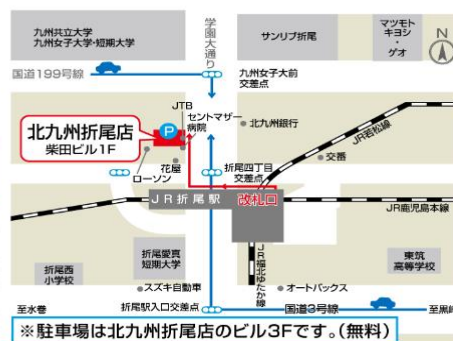 九州共立大学
九州女子大学・短期大学
学園大通り
サンリブ折尾
マツモト
キヨシ
・
ゲオ
N
国道199号線
九州女子大前
交差点
JTB
セントマザー
病院
北九州銀行
P
北九州折尾店
柴田ビル1F
JR若松線
交番
花屋
ローソン
折尾四丁目
交差点
JR折尾駅
改札口
JR鹿児島本線
折尾愛真
短期大学
折尾西
小学校
JR福北ゆたか線
東筑
高等学校
スズキ自動車
オートバックス
至水巻
折尾駅入口交差点
国道3号線
至黒崎
※駐車場は北九州折尾店のビル3Fです。(無料)